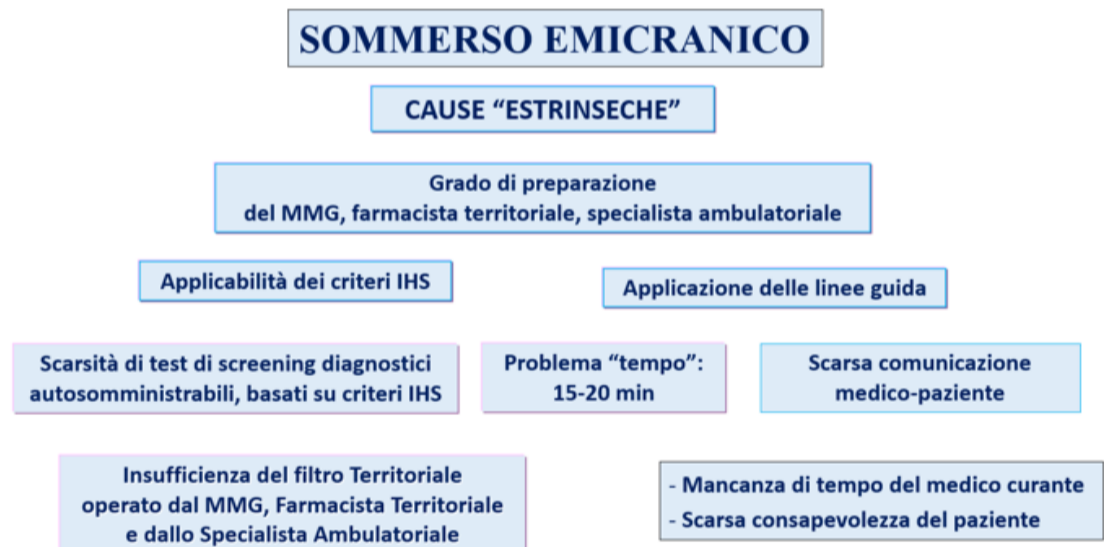 SOMMERSO EMICRANICO
CAUSE “ESTRINSECHE”
Grado di preparazione
del MMG, farmacista territoriale, specialista ambulatoriale
Applicabilità dei criteri IHS
Applicazione delle linee guida
Scarsità di test di screening diagnostici
autosomministrabili, basati su criteri IHS
Problema “tempo”:
15-20 min
Scarsa comunicazione
medico-paziente
Insufficienza del filtro Territoriale
operato dal MMG, Farmacista Territoriale
e dallo Specialista Ambulatoriale
- Mancanza di tempo del medico curante
- Scarsa consapevolezza del paziente